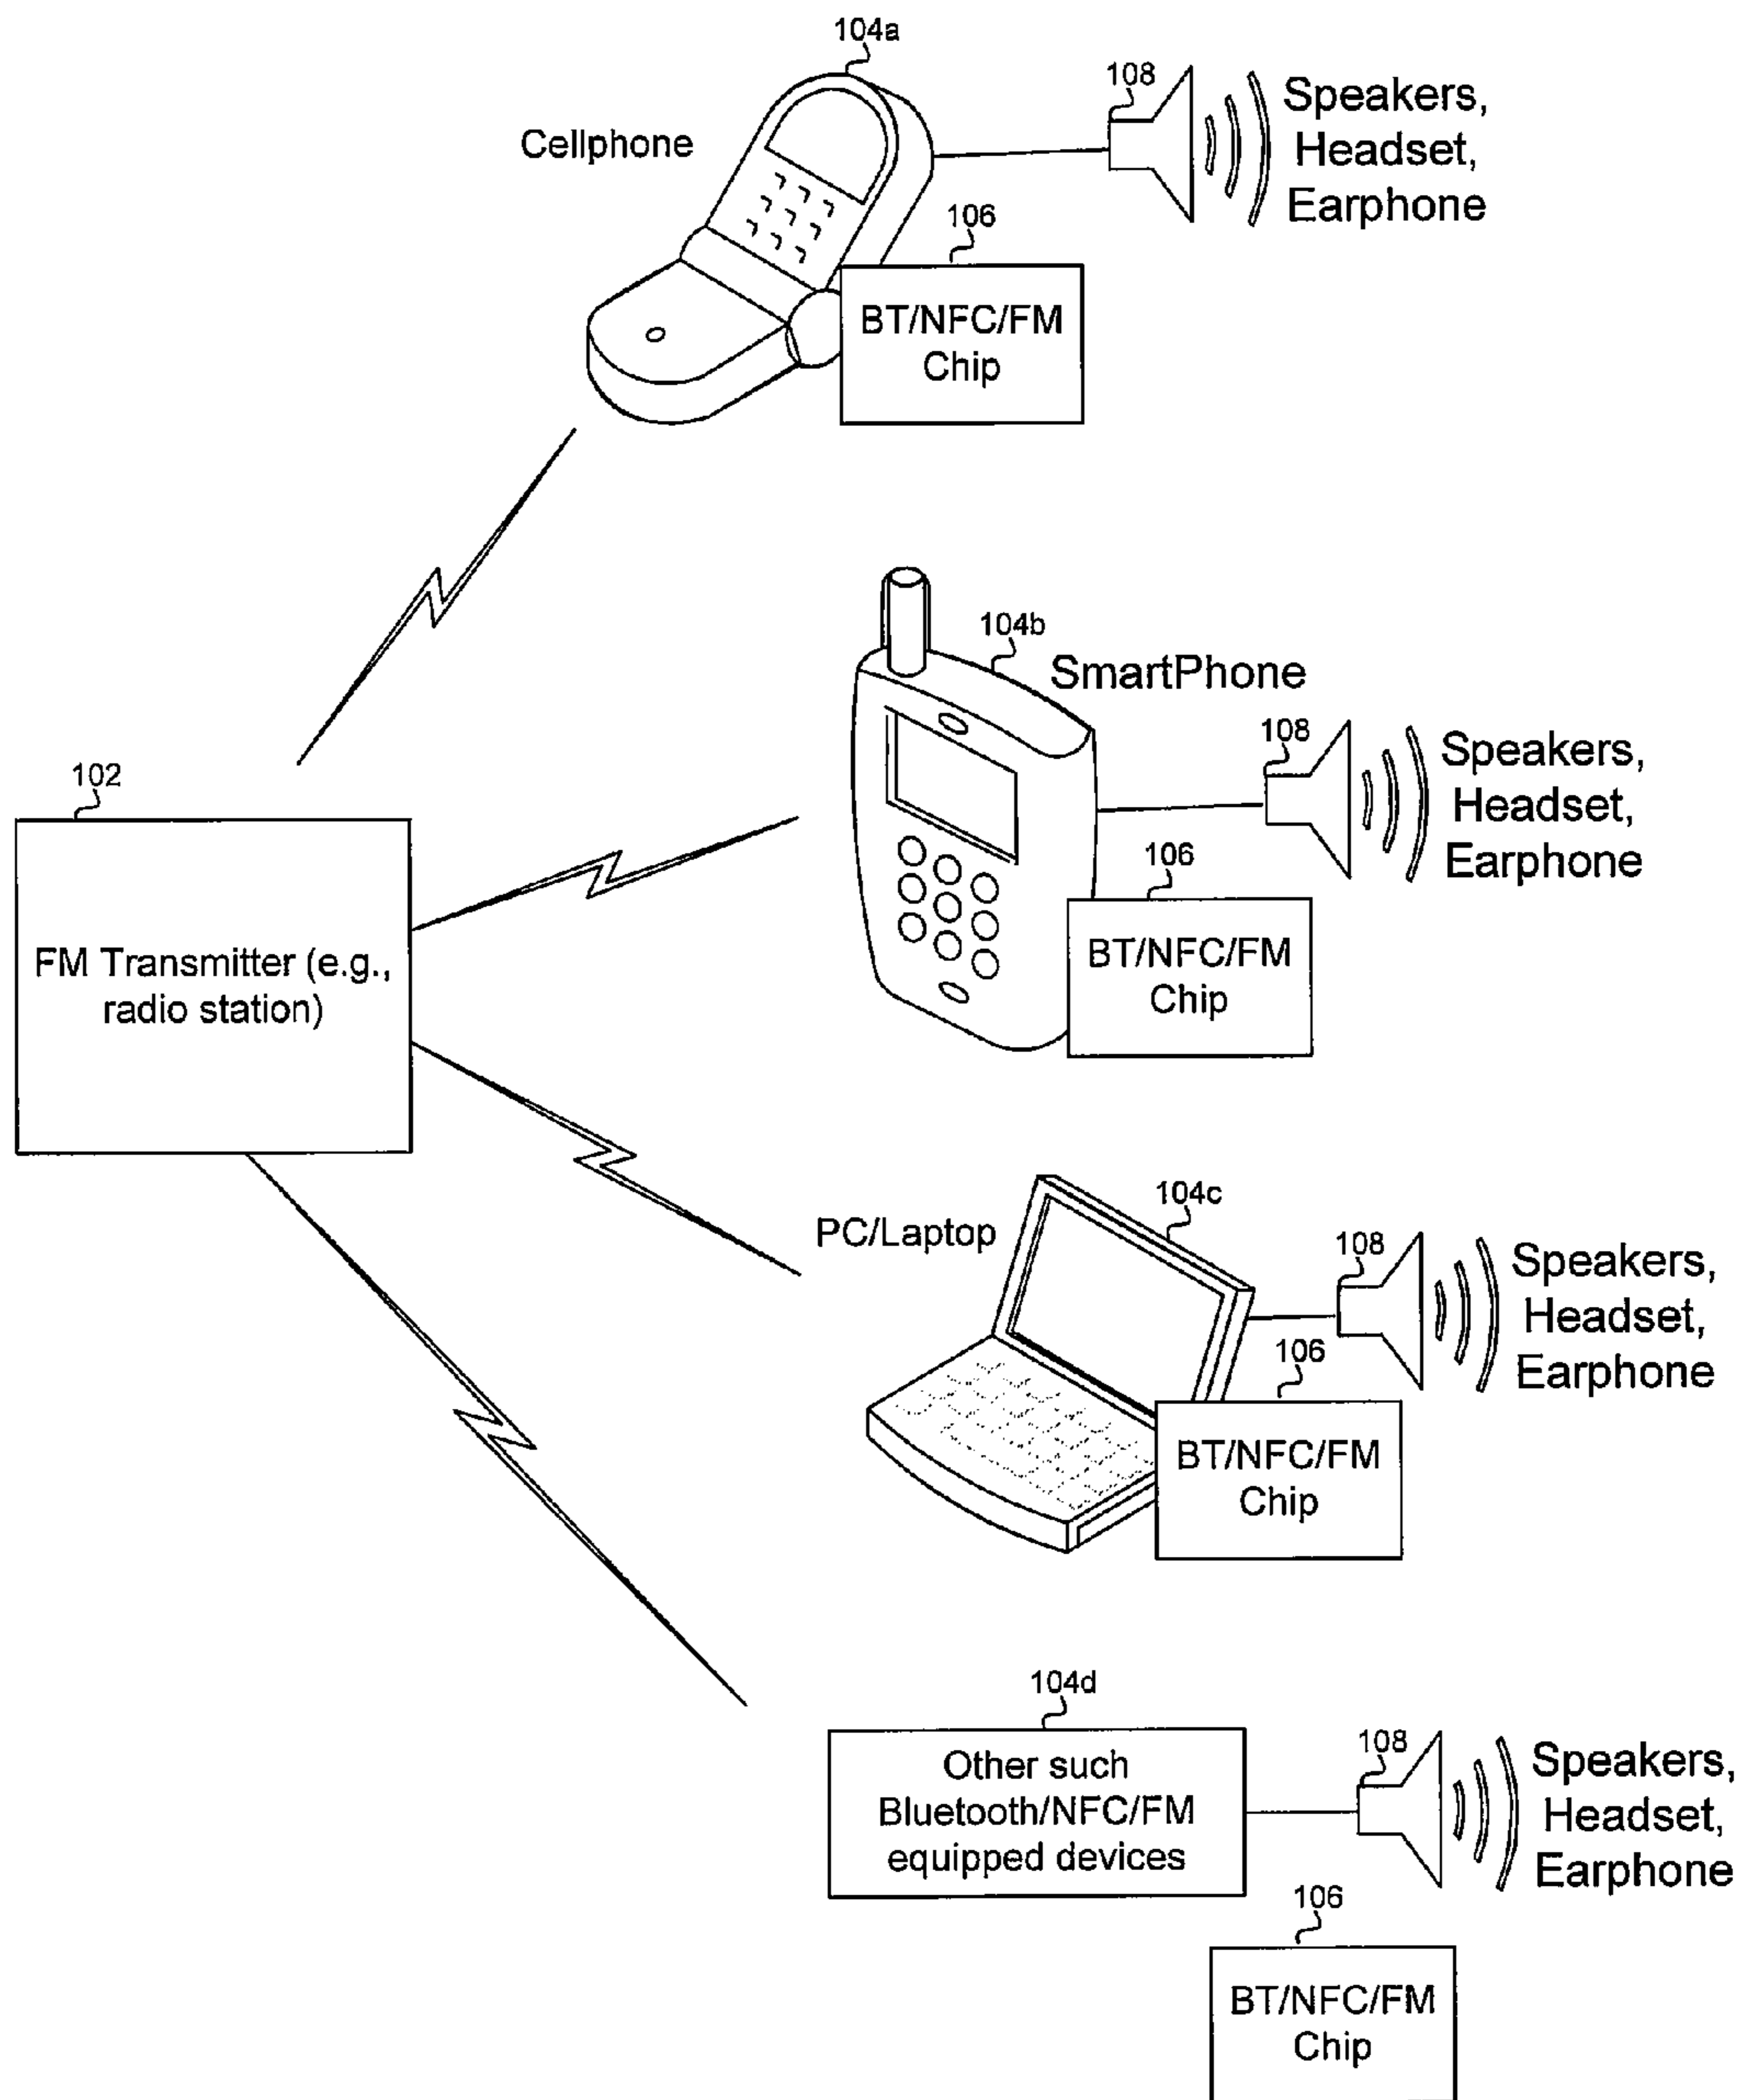 104a
Cellphone
108
Speakers,
Headset,
Earphone
106
BT/NFC/FM
Chip
104b
SmartPhone
108
Speakers,
Headset,
Earphone
106
BT/NFC/FM
Chip
102
FM Transmitter (e.g.,
radio station)
PC/Laptop
104c
108
Speakers,
Headset,
Earphone
106
BT/NFC/FM
Chip
104d
Other such
Bluetooth/NFC/FM
equipped devices
108
Speakers,
Headset,
Earphone
106
BT/NFC/FM
Chip